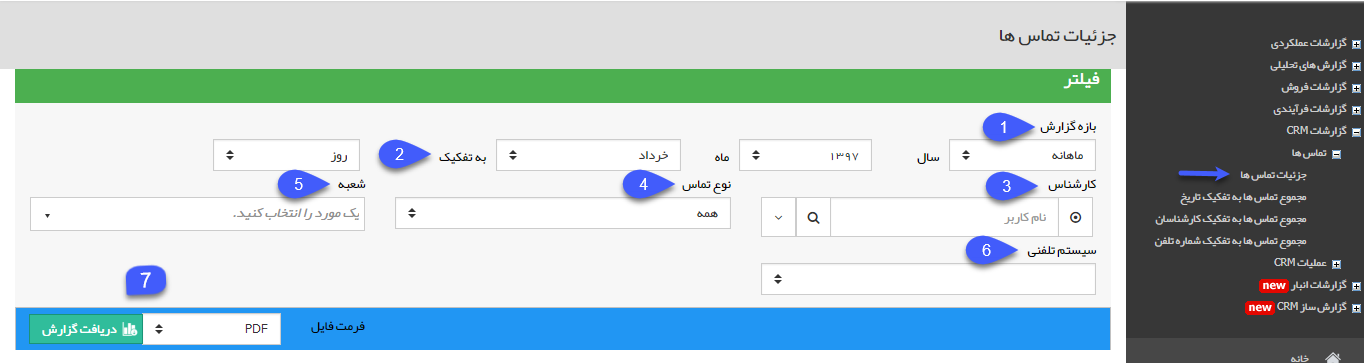 جزئیات تماس ها
فیلتر
بازه گزارش 1
ماهانه سال ۱۳۹۷ ماه خرداد به تفکیک 2 روز
کارشناس 3 نوع تماس 4 شعبه 5
نام کاربر همه یک مورد را انتخاب کنید.
سیستم تلفنی 6
7
فرمت فایل PDF دریافت گزارش
گزارشات عملکردی
گزارش های تحلیلی
گزارشات فروش
گزارشات فرآیندی
گزارشات CRM
تماس ها
جزئیات تماس ها
مجموع تماس ها به تفکیک تاریخ
مجموع تماس ها به تفکیک کارشناسان
مجموع تماس ها به تفکیک شماره تلفن
عملیات CRM
گزارشات انبار new
گزارش ساز CRM new
خانه